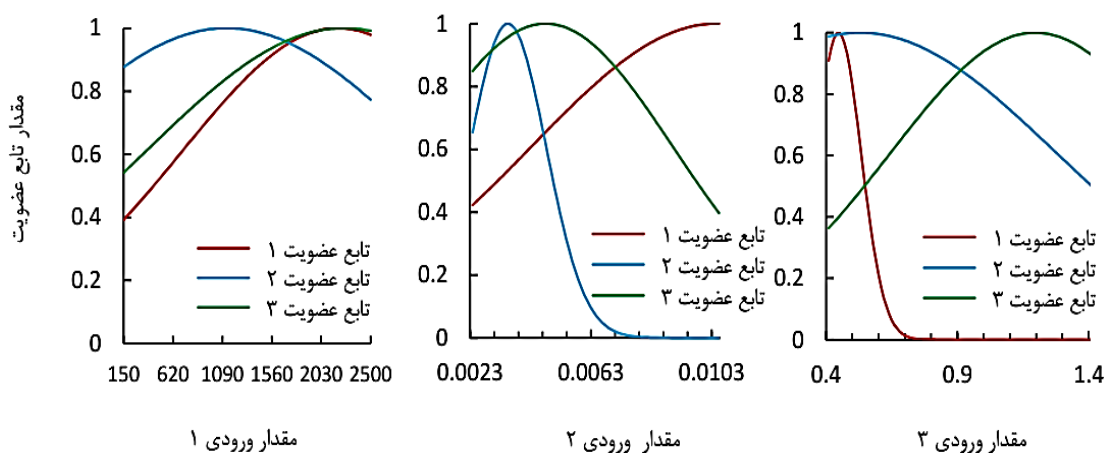 مقدار تابع عضویت
1
0.8
0.6
0.4
0.2
0
تابع عضویت ۱
تابع عضویت ۲
تابع عضویت ۳
150 620 1090 1560 2030 2500
مقدار ورودی ۱
1
0.8
0.6
0.4
0.2
0
تابع عضویت ۱
تابع عضویت ۲
تابع عضویت ۳
0.0023 0.0063 0.0103
مقدار ورودی ۲
1
0.8
0.6
0.4
0.2
0
تابع عضویت ۱
تابع عضویت ۲
تابع عضویت ۳
0.4 0.9 1.4
مقدار ورودی ۳